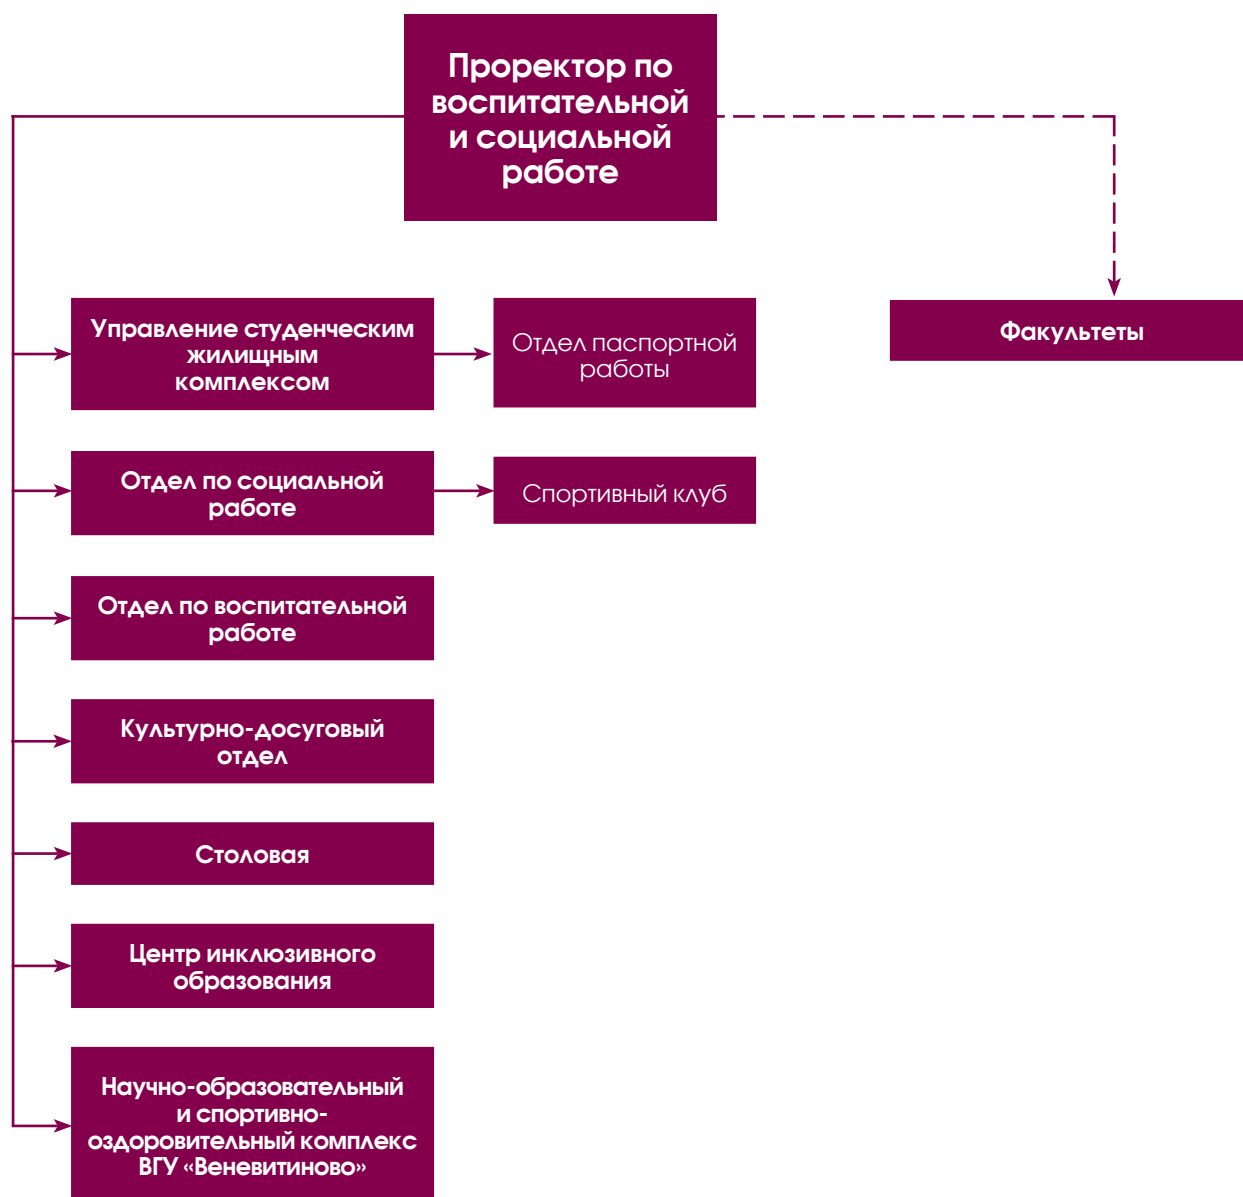 Проректор по
воспитательной
и социальной
работе
Управление студенческим
жилищным
комплексом
Отдел паспортной
работы
Факультеты
Отдел по социальной
работе
Спортивный клуб
Отдел по воспитательной
работе
Культурно-досуговый
отдел
Столовая
Центр инклюзивного
образования
Научно-образовательный
и спортивно-
оздоровительный комплекс
ВГУ «Веневитиново»